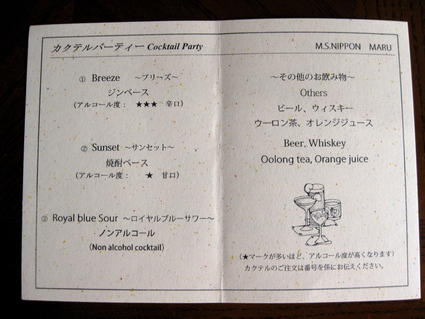 カクテルパーティー Cocktail Party
① Breeze ～ブリーズ～
ジンベース
(アルコール度： ★★★ 辛口)
② Sunset ～サンセット～
焼酎ベース
(アルコール度： ★ 甘口)
③ Royal blue Sour ～ロイヤルブルーサワー～
ノンアルコール
(Non alcohol cocktail)
M.S.NIPPON MARU
～その他のお飲み物～
Others
ビール、ウィスキー
ウーロン茶、オレンジジュース
Beer, Whiskey
Oolong tea, Orange juice
(★マークが多いほど、アルコール度が高くなります)
カクテルのご注文は番号を係にお伝えください。